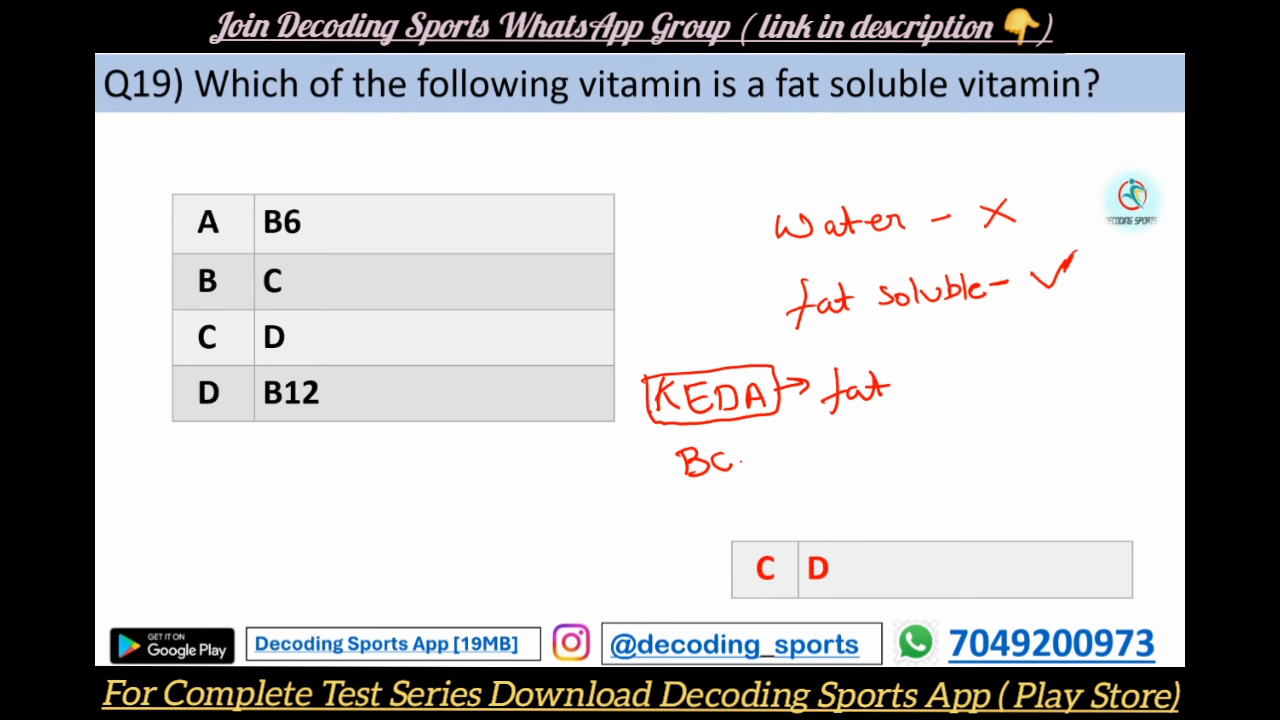 Join Decoding Sports WhatsApp Group ( link in description 👇)
Q19) Which of the following vitamin is a fat soluble vitamin?
A B6
B C
C D
D B12
Water - X
fat soluble - ✓
KEDA → fat
BC
DECODING SPORTS
C D
GET IT ON
Google Play
Decoding Sports App [19MB]
@decoding_sports
7049200973
For Complete Test Series Download Decoding Sports App ( Play Store)